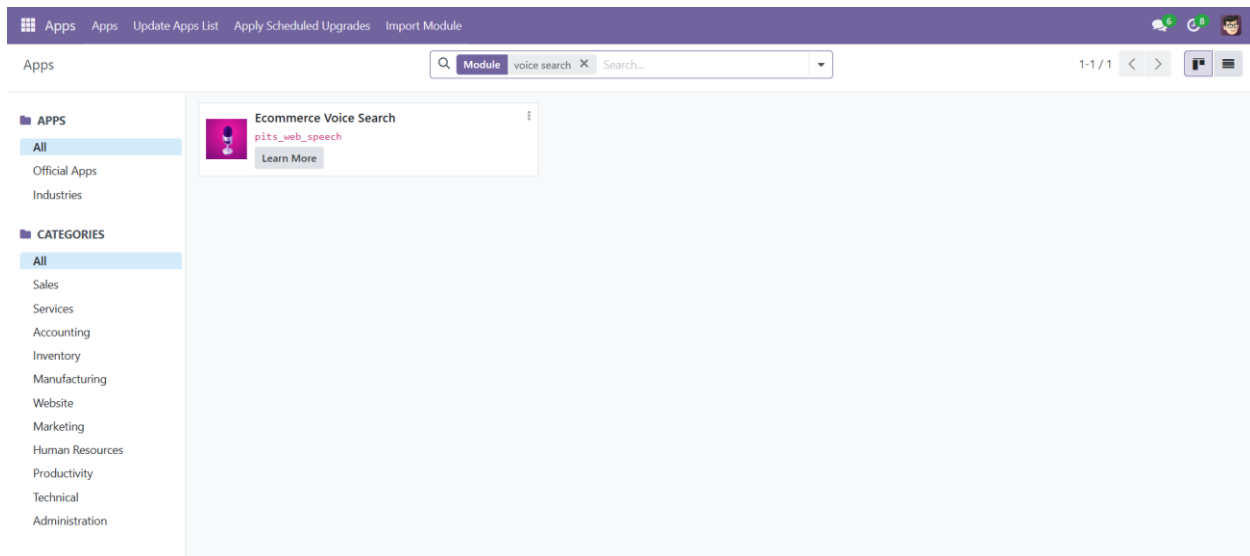 Apps Apps Update Apps List Apply Scheduled Upgrades Import Module 6 8
Apps Module voice search Search... 1-1 / 1
APPS
All
Official Apps
Industries
CATEGORIES
All
Sales
Services
Accounting
Inventory
Manufacturing
Website
Marketing
Human Resources
Productivity
Technical
Administration
Ecommerce Voice Search
pits_web_speech
Learn More